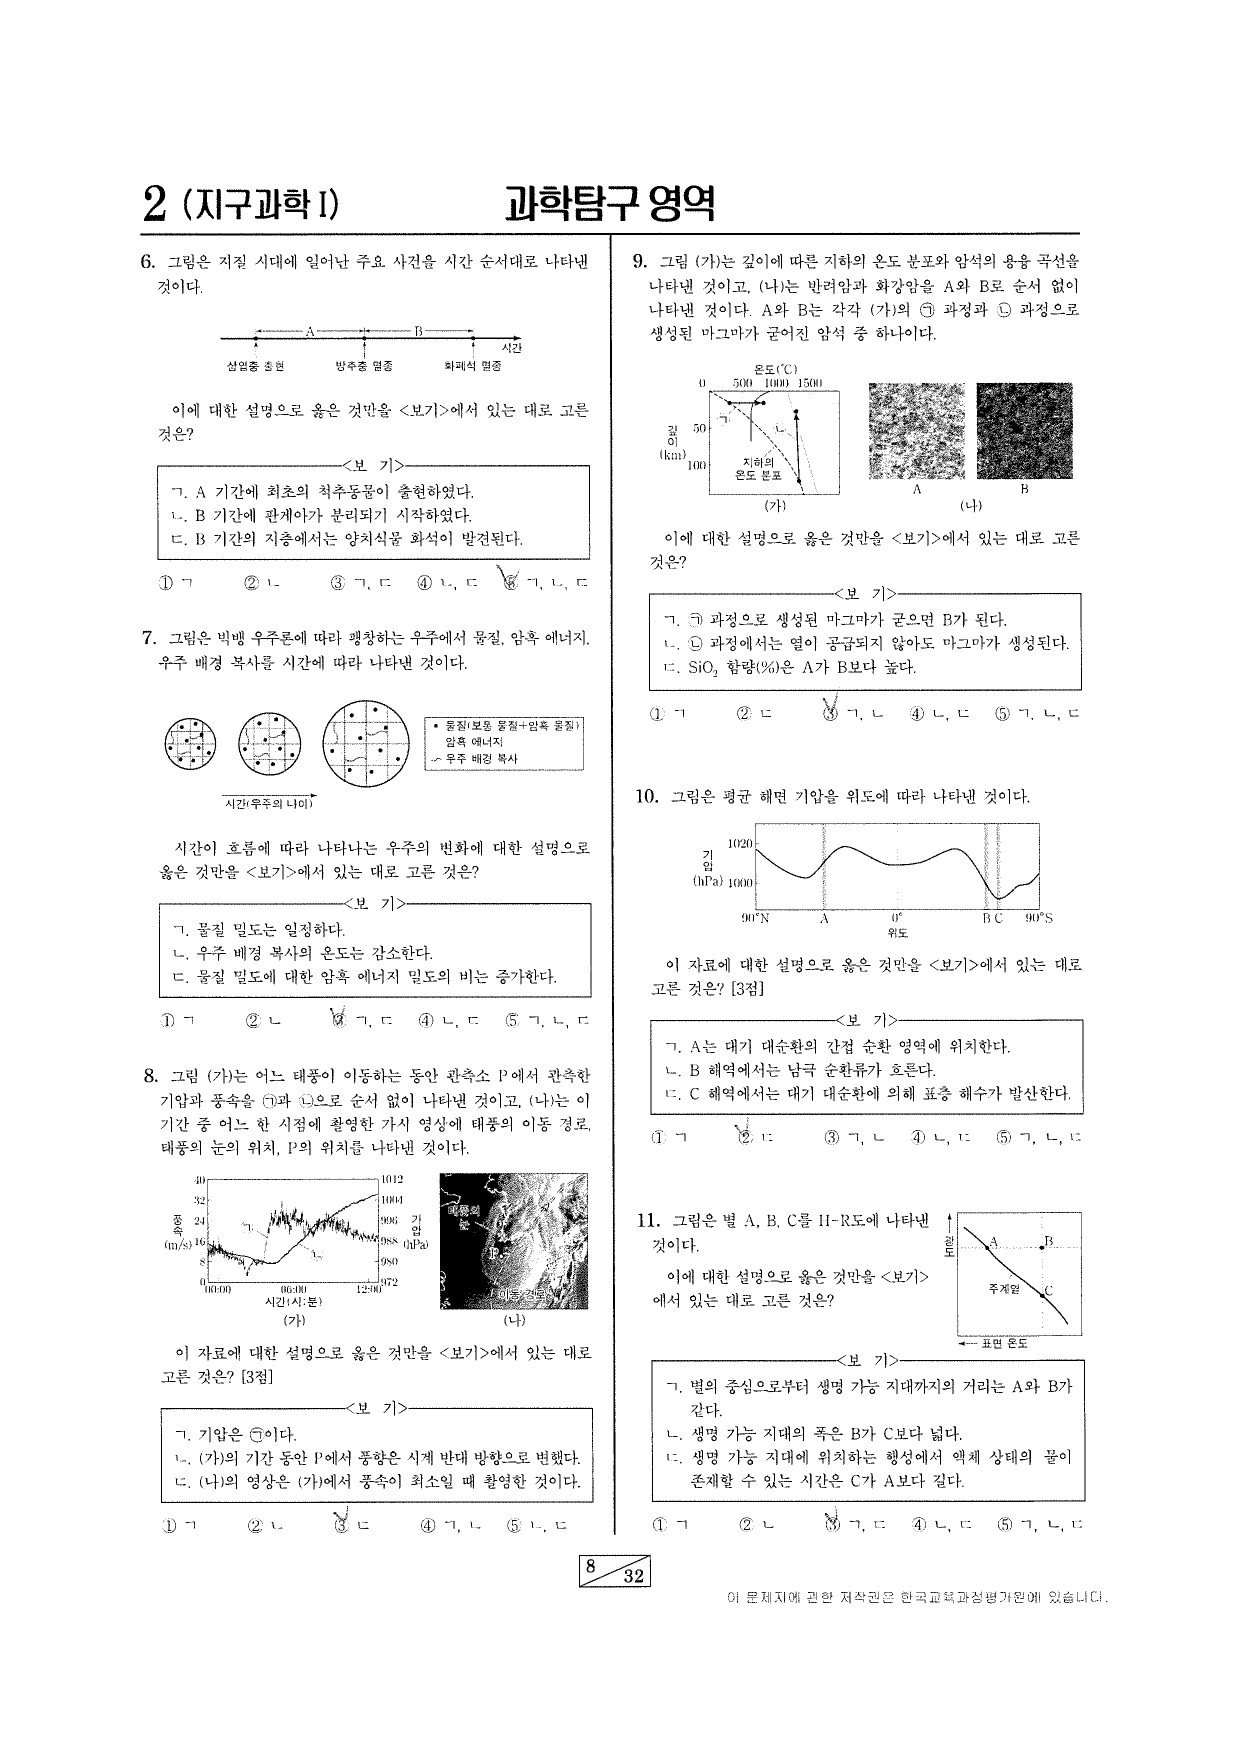 2 (지구과학 I)
과학탐구 영역
6. 그림은 지질 시대에 일어난 주요 사건을 시간 순서대로 나타낸
것이다.
A
B
시간
삼엽충 출현
방추충 멸종
화폐석 멸종
이에 대한 설명으로 옳은 것만을 <보기>에서 있는 대로 고른
것은?
<보 기>
ㄱ. A 기간에 최초의 척추동물이 출현하였다.
ㄴ. B 기간에 판게아가 분리되기 시작하였다.
ㄷ. B 기간의 지층에서는 양치식물 화석이 발견된다.
① ㄱ ② ㄴ ③ ㄱ, ㄷ ④ ㄴ, ㄷ ⑤ ㄱ, ㄴ, ㄷ
7. 그림은 빅뱅 우주론에 따라 팽창하는 우주에서 물질, 암흑 에너지,
우주 배경 복사를 시간에 따라 나타낸 것이다.
• 물질(보통 물질+암흑 물질)
암흑 에너지
우주 배경 복사
시간(우주의 나이)
시간이 흐름에 따라 나타나는 우주의 변화에 대한 설명으로
옳은 것만을 <보기>에서 있는 대로 고른 것은?
<보 기>
ㄱ. 물질 밀도는 일정하다.
ㄴ. 우주 배경 복사의 온도는 감소한다.
ㄷ. 물질 밀도에 대한 암흑 에너지 밀도의 비는 증가한다.
① ㄱ ② ㄴ ③ ㄱ, ㄷ ④ ㄴ, ㄷ ⑤ ㄱ, ㄴ, ㄷ
8. 그림 (가)는 어느 태풍이 이동하는 동안 관측소 P에서 관측한
기압과 풍속을 ㉠과 ㉡으로 순서 없이 나타낸 것이고, (나)는 이
기간 중 어느 한 시점에 촬영한 가시 영상에 태풍의 이동 경로,
태풍의 눈의 위치, P의 위치를 나타낸 것이다.
40
32
24
16
8
0
풍속
(m/s)
1012
1004
996
988
980
972
기압
(hPa)
ㄱ
ㄴ
00:00 06:00 12:00
시간(시:분)
(가)
태풍의
눈
P
이동 경로
(나)
이 자료에 대한 설명으로 옳은 것만을 <보기>에서 있는 대로
고른 것은? [3점]
<보 기>
ㄱ. 기압은 ㉠이다.
ㄴ. (가)의 기간 동안 P에서 풍향은 시계 반대 방향으로 변했다.
ㄷ. (나)의 영상은 (가)에서 풍속이 최소일 때 촬영한 것이다.
① ㄱ ② ㄴ ③ ㄷ ④ ㄱ, ㄴ ⑤ ㄴ, ㄷ
9. 그림 (가)는 깊이에 따른 지하의 온도 분포와 암석의 용융 곡선을
나타낸 것이고, (나)는 반려암과 화강암을 A와 B로 순서 없이
나타낸 것이다. A와 B는 각각 (가)의 ㉠ 과정과 ㉡ 과정으로
생성된 마그마가 굳어진 암석 중 하나이다.
온도(℃)
0 500 1000 1500
깊이
(km)
50
100
ㄱ
ㄴ
지하의
온도 분포
(가)
A
B
(나)
이에 대한 설명으로 옳은 것만을 <보기>에서 있는 대로 고른
것은?
<보 기>
ㄱ. ㉠ 과정으로 생성된 마그마가 굳으면 B가 된다.
ㄴ. ㉡ 과정에서는 열이 공급되지 않아도 마그마가 생성된다.
ㄷ. SiO₂ 함량(%)은 A가 B보다 높다.
① ㄱ ② ㄷ ③ ㄱ, ㄴ ④ ㄴ, ㄷ ⑤ ㄱ, ㄴ, ㄷ
10. 그림은 평균 해면 기압을 위도에 따라 나타낸 것이다.
기압
(hPa)
1020
1000
90°N A 0° B C 90°S
위도
이 자료에 대한 설명으로 옳은 것만을 <보기>에서 있는 대로
고른 것은? [3점]
<보 기>
ㄱ. A는 대기 대순환의 간접 순환 영역에 위치한다.
ㄴ. B 해역에서는 남극 순환류가 흐른다.
ㄷ. C 해역에서는 대기 대순환에 의해 표층 해수가 발산한다.
① ㄱ ② ㄷ ③ ㄱ, ㄴ ④ ㄴ, ㄷ ⑤ ㄱ, ㄴ, ㄷ
11. 그림은 별 A, B, C를 H-R도에 나타낸
것이다.
이에 대한 설명으로 옳은 것만을 <보기>
에서 있는 대로 고른 것은?
광도
A
B
C
주계열
표면 온도
<보 기>
ㄱ. 별의 중심으로부터 생명 가능 지대까지의 거리는 A와 B가
같다.
ㄴ. 생명 가능 지대의 폭은 B가 C보다 넓다.
ㄷ. 생명 가능 지대에 위치하는 행성에서 액체 상태의 물이
존재할 수 있는 시간은 C가 A보다 길다.
① ㄱ ② ㄴ ③ ㄱ, ㄷ ④ ㄴ, ㄷ ⑤ ㄱ, ㄴ, ㄷ
8
32
이 문제지에 관한 저작권은 한국교육과정평가원에 있습니다.